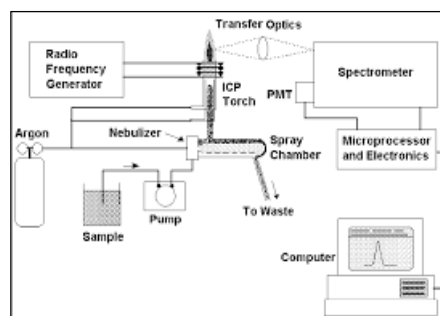 Transfer Optics
Radio
Frequency
Generator
ICP
Torch
Spectrometer
PMT
Argon
Nebulizer
Spray
Chamber
Microprocessor
and Electronics
Pump
To Waste
Sample
Computer